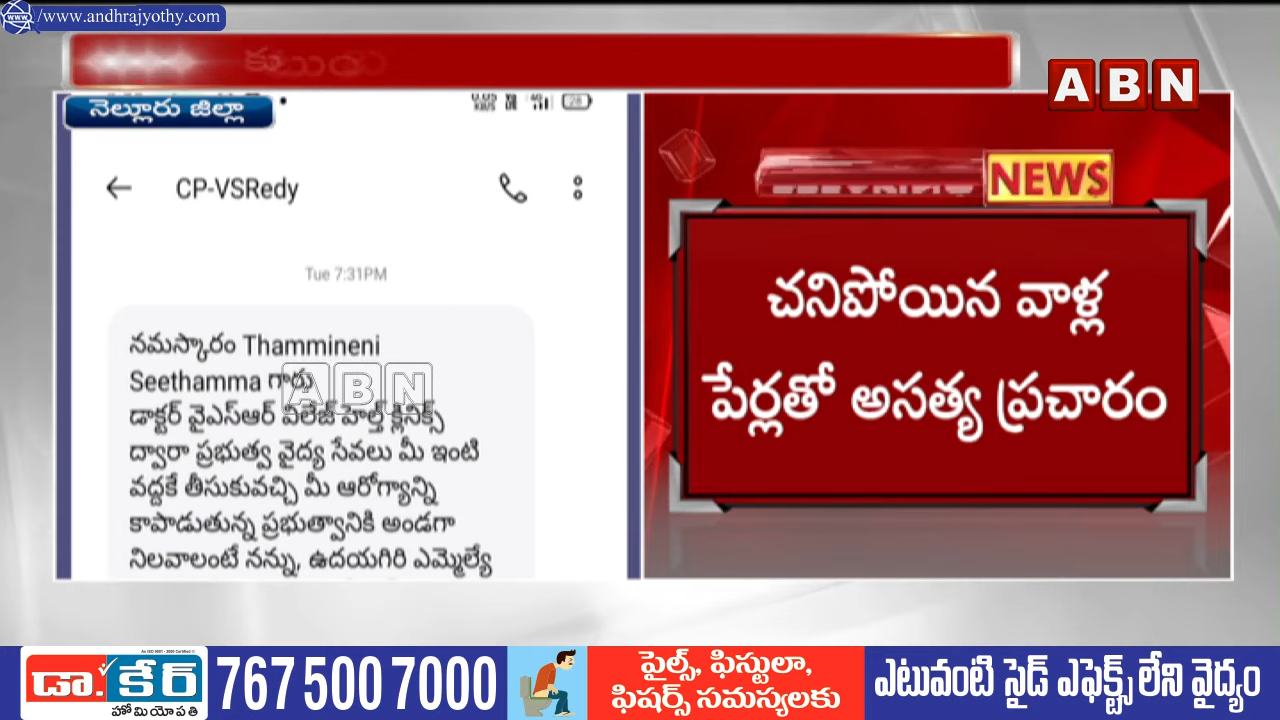 www./www.andhrajyothy.com
ABN
నెల్లూరు జిల్లా
CP-VSRedy
Tue 7:31PM
నమస్కారం Thammineni
Seethamma గారు
డాక్టర్ వైఎస్ఆర్ విలేజ్ హెల్త్ క్లినిక్స్
ద్వారా ప్రభుత్వ వైద్య సేవలు మీ ఇంటి
వద్దకే తీసుకువచ్చి మీ ఆరోగ్యాన్ని
కాపాడుతున్న ప్రభుత్వానికి అండగా
నిలవాలంటే నన్ను, ఉదయగిరి ఎమ్మెల్యే
ABN
NEWS
చనిపోయిన వాళ్ల
పేర్లతో అసత్య ప్రచారం
డా. కేర్
హోమియోపతి
767 500 7000
పైల్స్, ఫిస్టులా,
ఫిషర్స్ సమస్యలకు
ఎటువంటి సైడ్ ఎఫెక్ట్స్ లేని వైద్యం